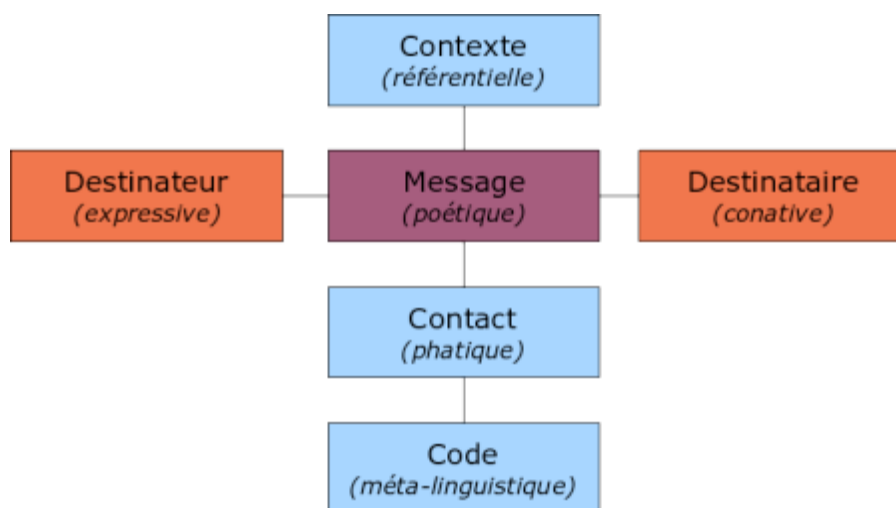 Contexte
(référentielle)
Destinateur
(expressive)
Message
(poétique)
Destinataire
(conative)
Contact
(phatique)
Code
(méta-linguistique)